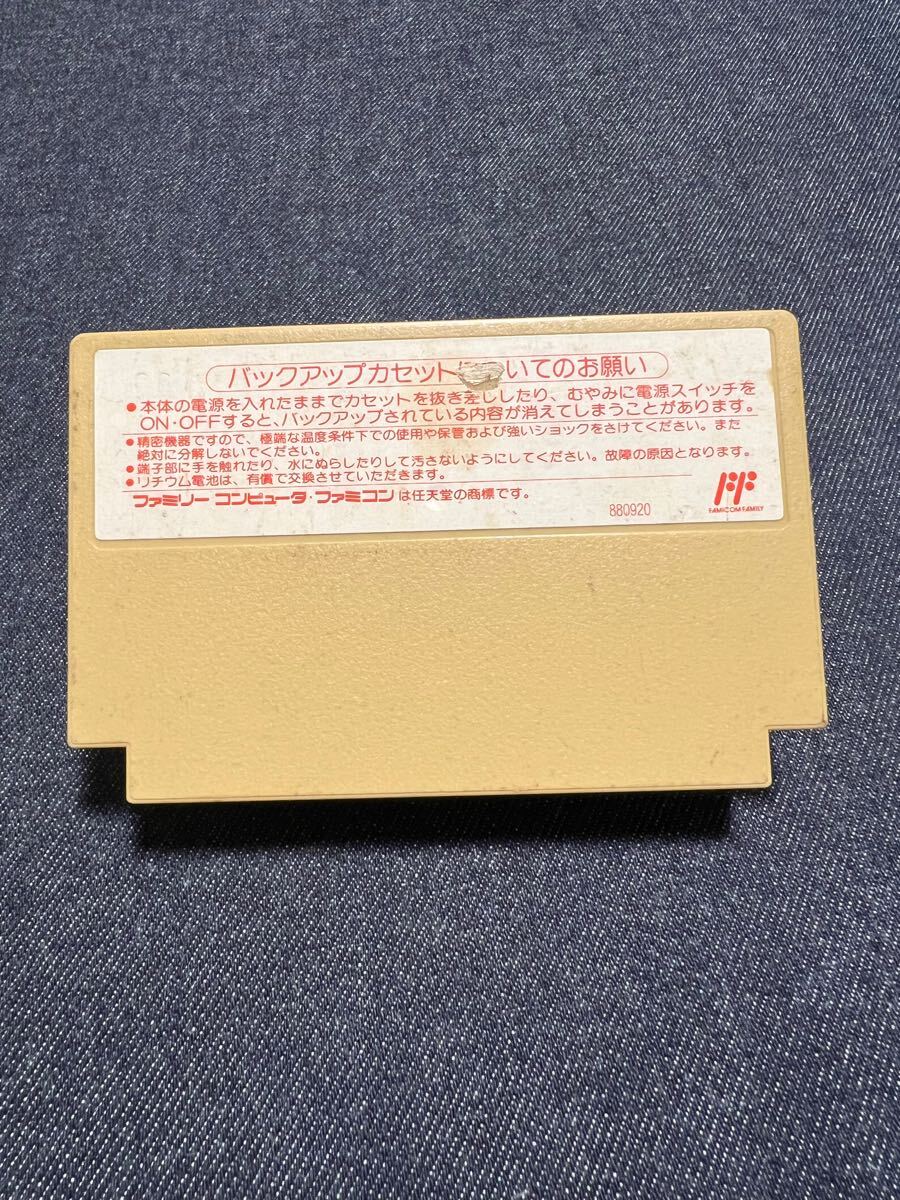 バックアップカセット いてのお願い
●本体の電源を入れたままでカセットを抜き差ししたり、むやみに電源スイッチを
ON・OFFすると、バックアップされている内容が消えてしまうことがあります。
●精密機器ですので、極端な温度条件下での使用や保管および強いショックをさけてください。また
絶対に分解しないでください。
●端子部に手を触れたり、水にぬらしたりして汚さないようにしてください。故障の原因となります。
●リチウム電池は、有償で交換させていただきます。
ファミリー コンピュータ・ファミコンは任天堂の商標です。
880920
FAMICOM FAMILY